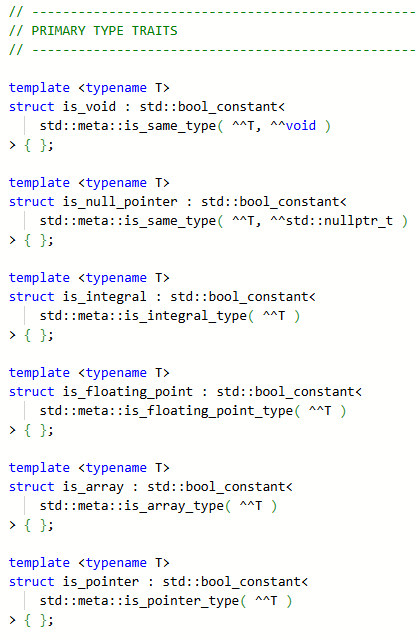 // ------------------------------------------------
// PRIMARY TYPE TRAITS
// ------------------------------------------------
template <typename T>
struct is_void : std::bool_constant<
std::meta::is_same_type( ^^T, ^^void )
> { };
template <typename T>
struct is_null_pointer : std::bool_constant<
std::meta::is_same_type( ^^T, ^^std::nullptr_t )
> { };
template <typename T>
struct is_integral : std::bool_constant<
std::meta::is_integral_type( ^^T )
> { };
template <typename T>
struct is_floating_point : std::bool_constant<
std::meta::is_floating_point_type( ^^T )
> { };
template <typename T>
struct is_array : std::bool_constant<
std::meta::is_array_type( ^^T )
> { };
template <typename T>
struct is_pointer : std::bool_constant<
std::meta::is_pointer_type( ^^T )
> { };